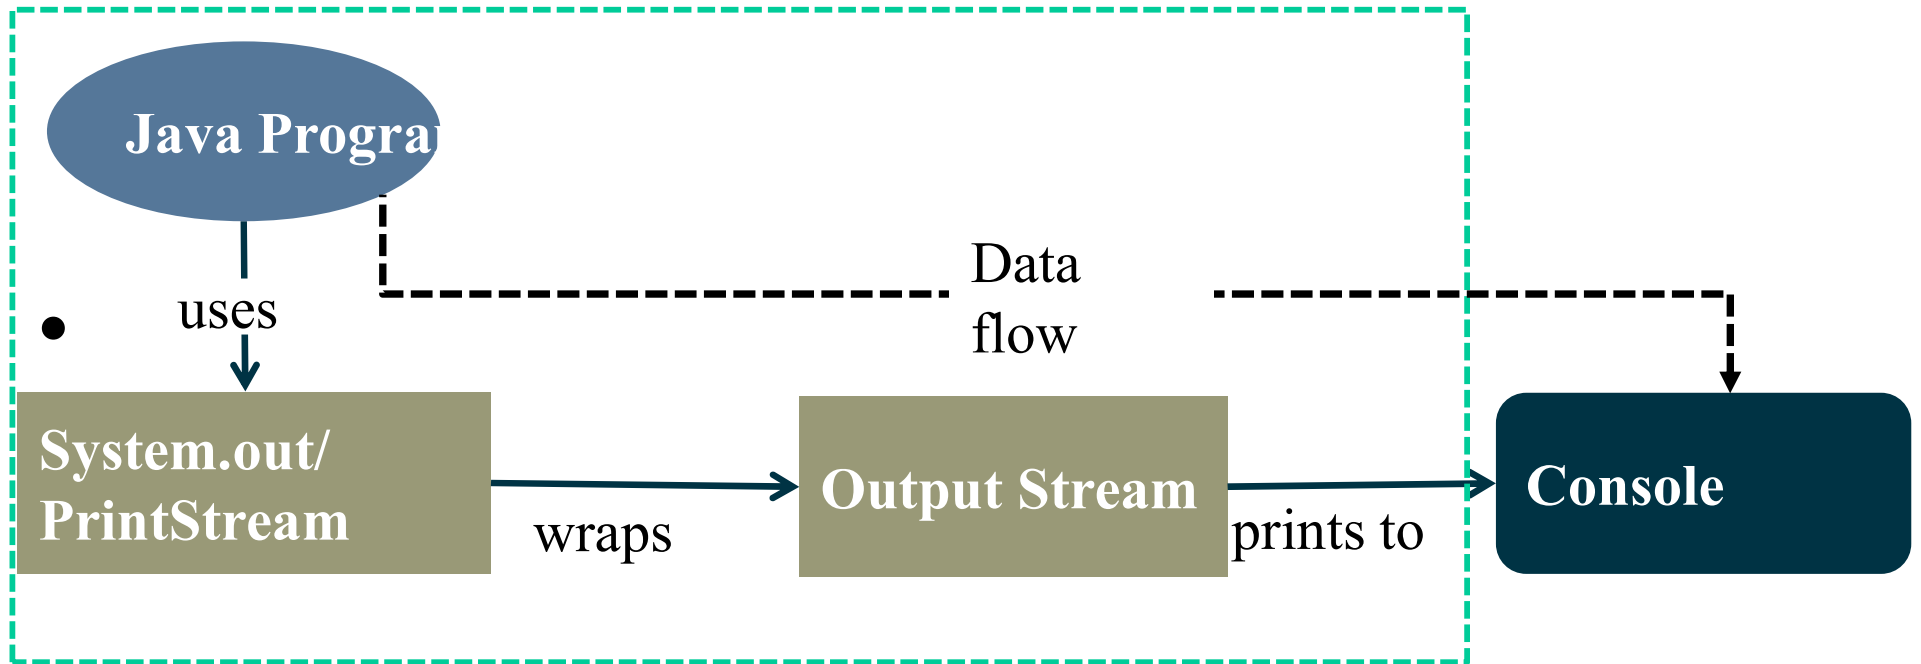 Java Progra
Data
flow
uses
•
System.out/
PrintStream
Output Stream
Console
wraps
prints to